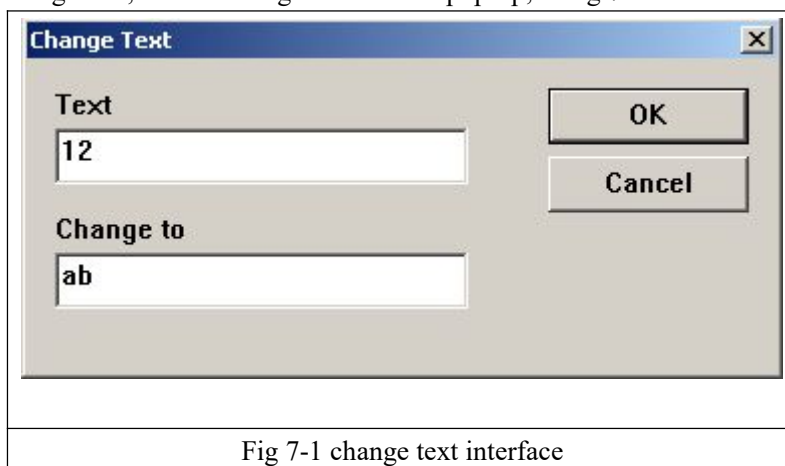 Change Text
Text
OK
12
Cancel
Change to
ab
Fig 7-1 change text interface